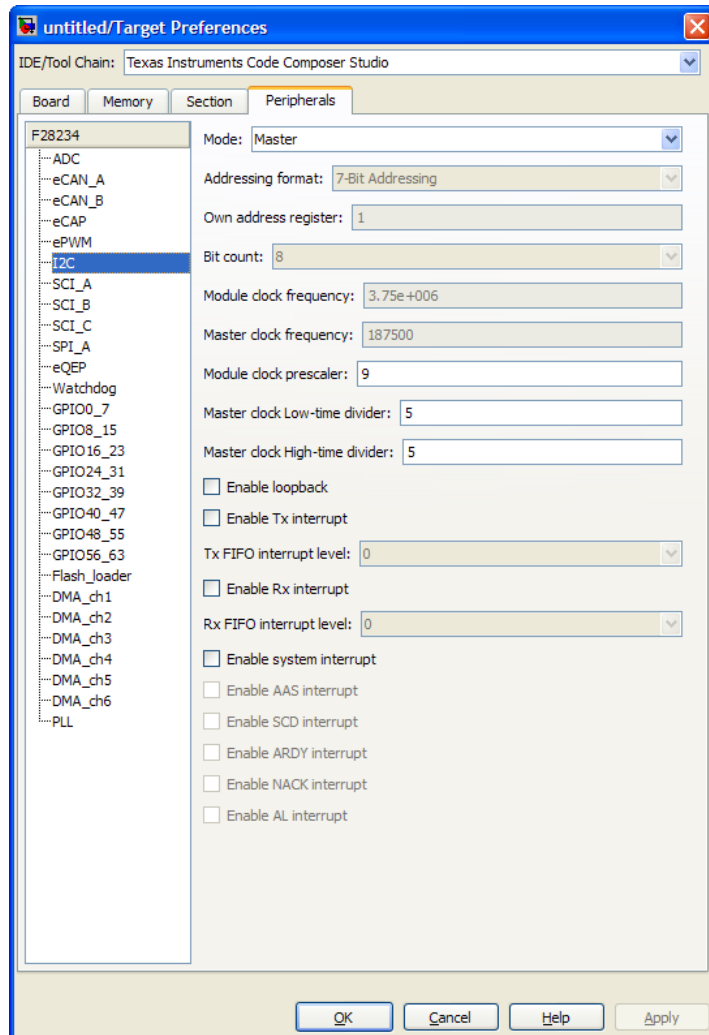 untitled/Target Preferences
IDE/Tool Chain: Texas Instruments Code Composer Studio
Board Memory Section Peripherals
F28234
ADC
eCAN_A
eCAN_B
eCAP
ePWM
I2C
SCI_A
SCI_B
SCI_C
SPI_A
eQEP
Watchdog
GPIO0_7
GPIO8_15
GPIO16_23
GPIO24_31
GPIO32_39
GPIO40_47
GPIO48_55
GPIO56_63
Flash_loader
DMA_ch1
DMA_ch2
DMA_ch3
DMA_ch4
DMA_ch5
DMA_ch6
PLL
Mode: Master
Addressing format: 7-Bit Addressing
Own address register: 1
Bit count: 8
Module clock frequency: 3.75e+006
Master clock frequency: 187500
Module clock prescaler: 9
Master clock Low-time divider: 5
Master clock High-time divider: 5
Enable loopback
Enable Tx interrupt
Tx FIFO interrupt level: 0
Enable Rx interrupt
Rx FIFO interrupt level: 0
Enable system interrupt
Enable AAS interrupt
Enable SCD interrupt
Enable ARDY interrupt
Enable NACK interrupt
Enable AL interrupt
OK Cancel Help Apply